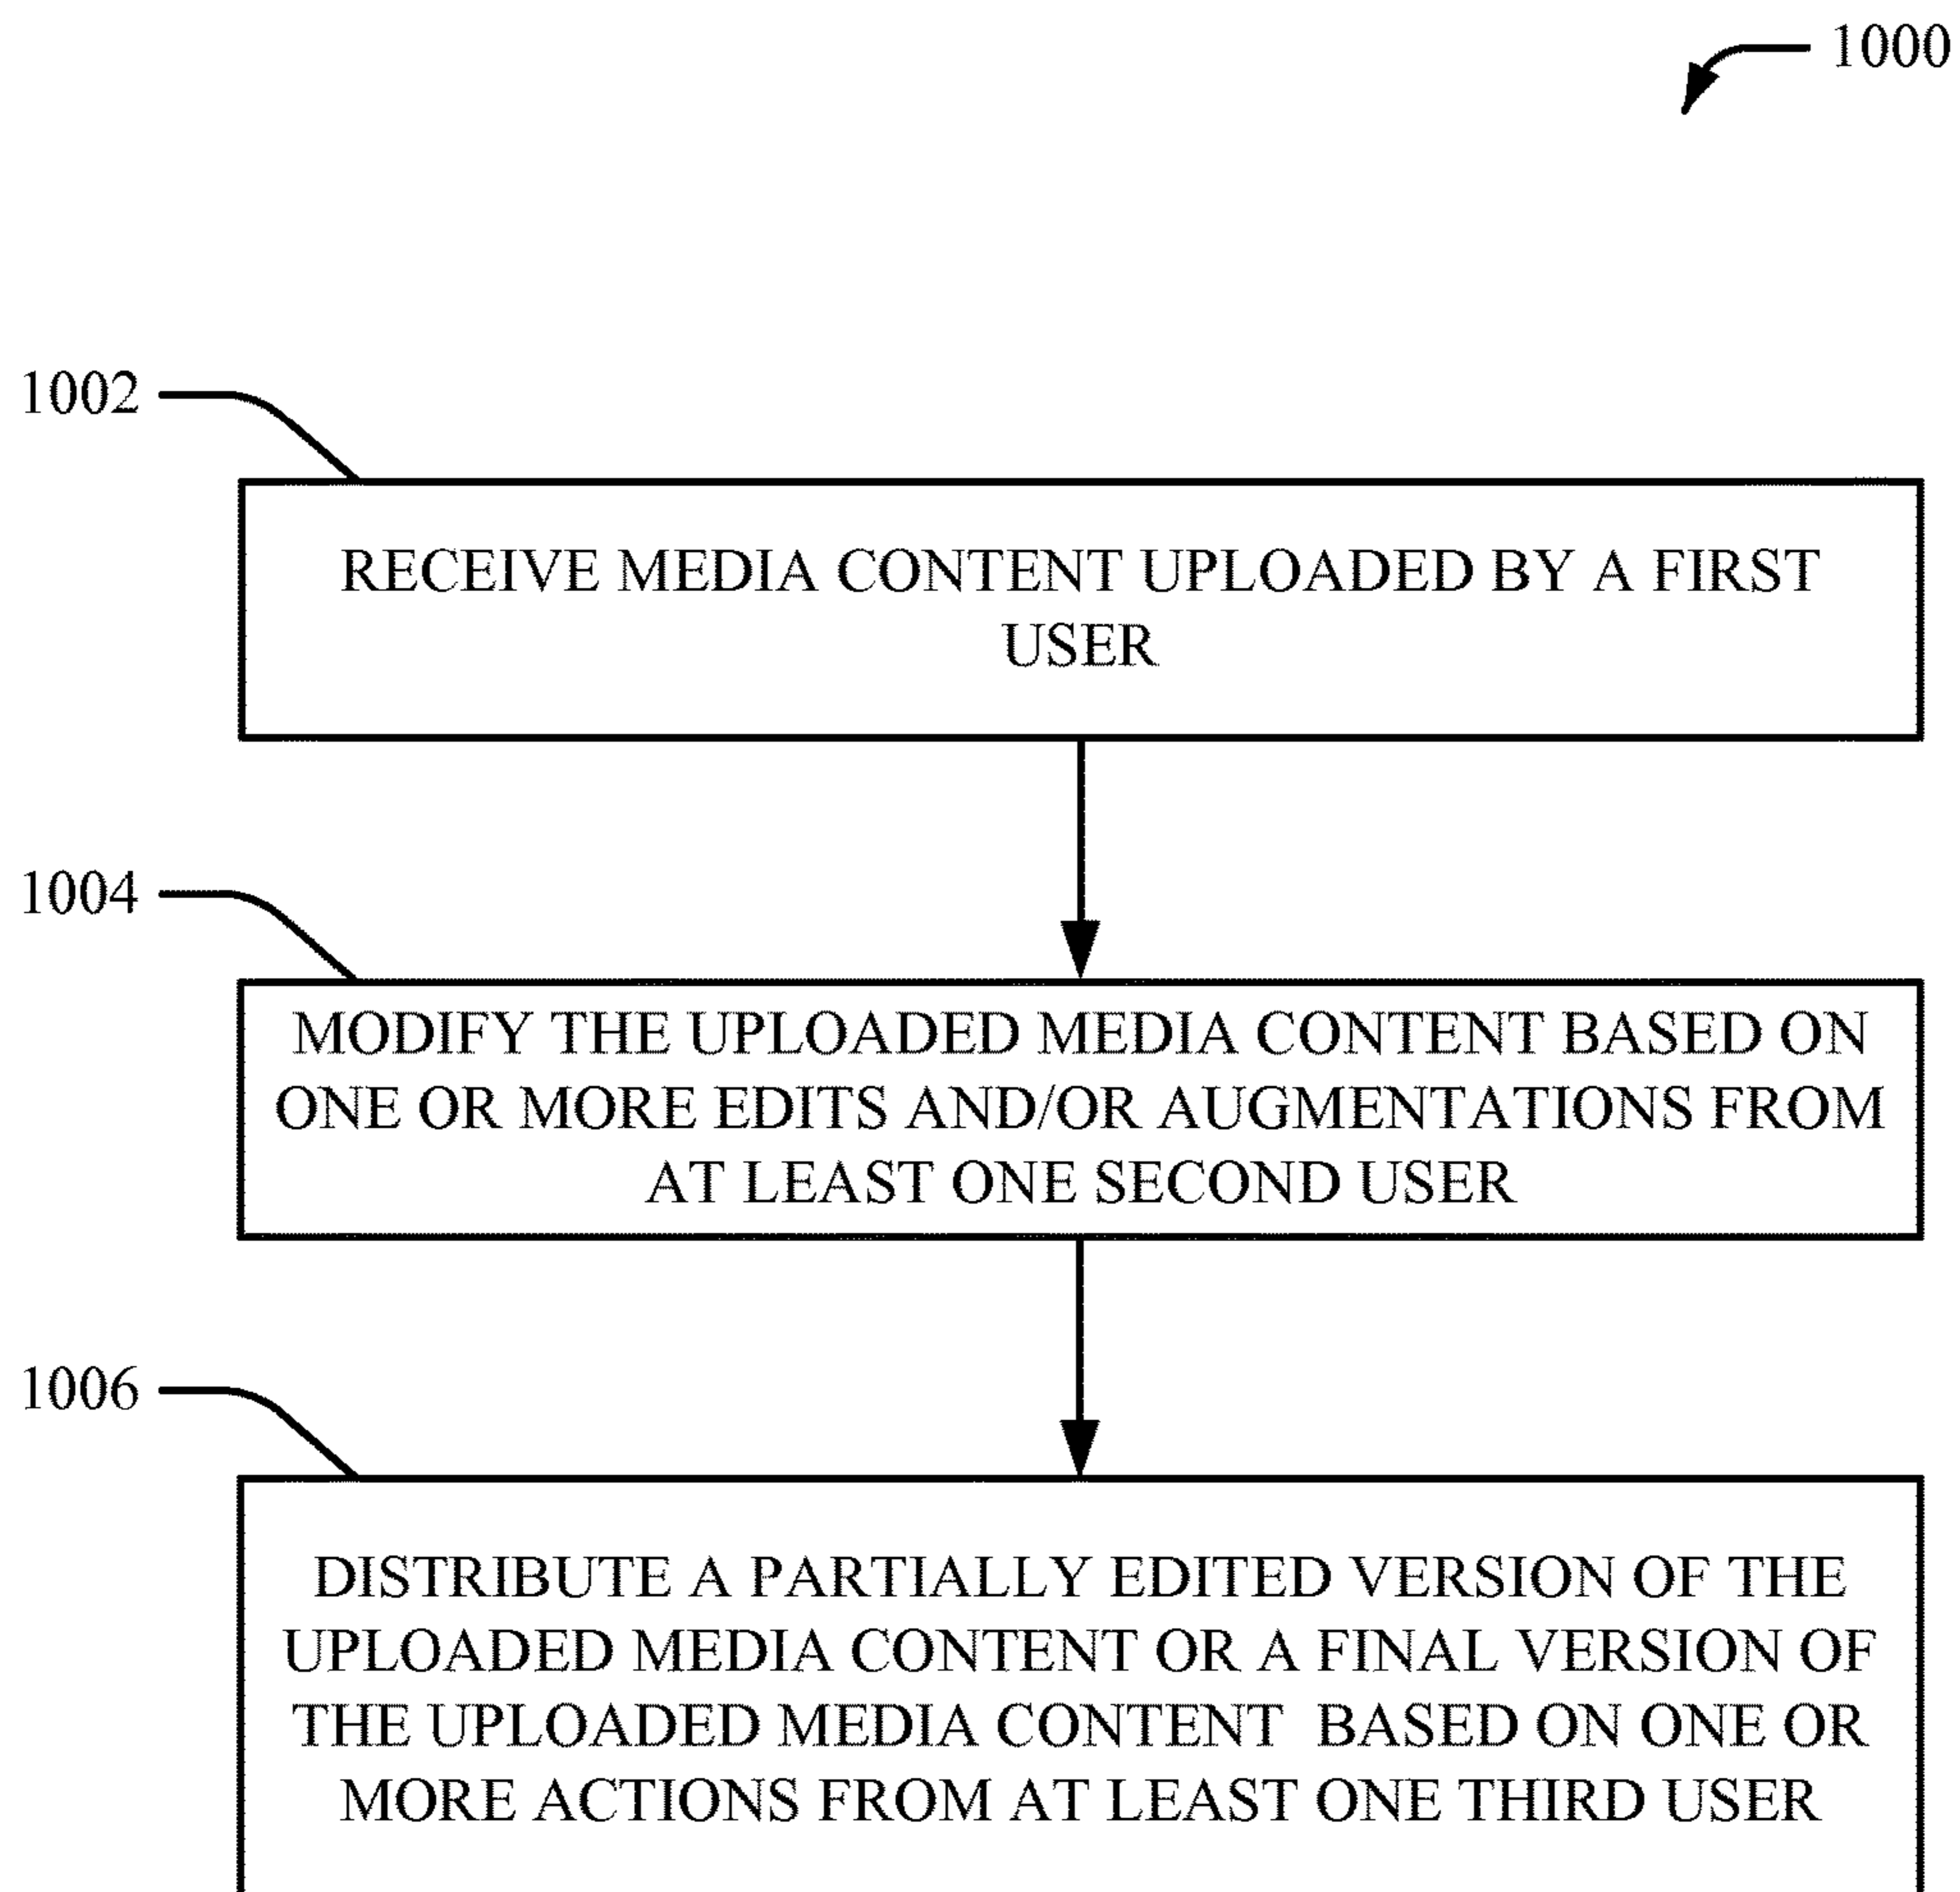 1000
1002
RECEIVE MEDIA CONTENT UPLOADED BY A FIRST
USER
1004
MODIFY THE UPLOADED MEDIA CONTENT BASED ON
ONE OR MORE EDITS AND/OR AUGMENTATIONS FROM
AT LEAST ONE SECOND USER
1006
DISTRIBUTE A PARTIALLY EDITED VERSION OF THE
UPLOADED MEDIA CONTENT OR A FINAL VERSION OF
THE UPLOADED MEDIA CONTENT BASED ON ONE OR
MORE ACTIONS FROM AT LEAST ONE THIRD USER